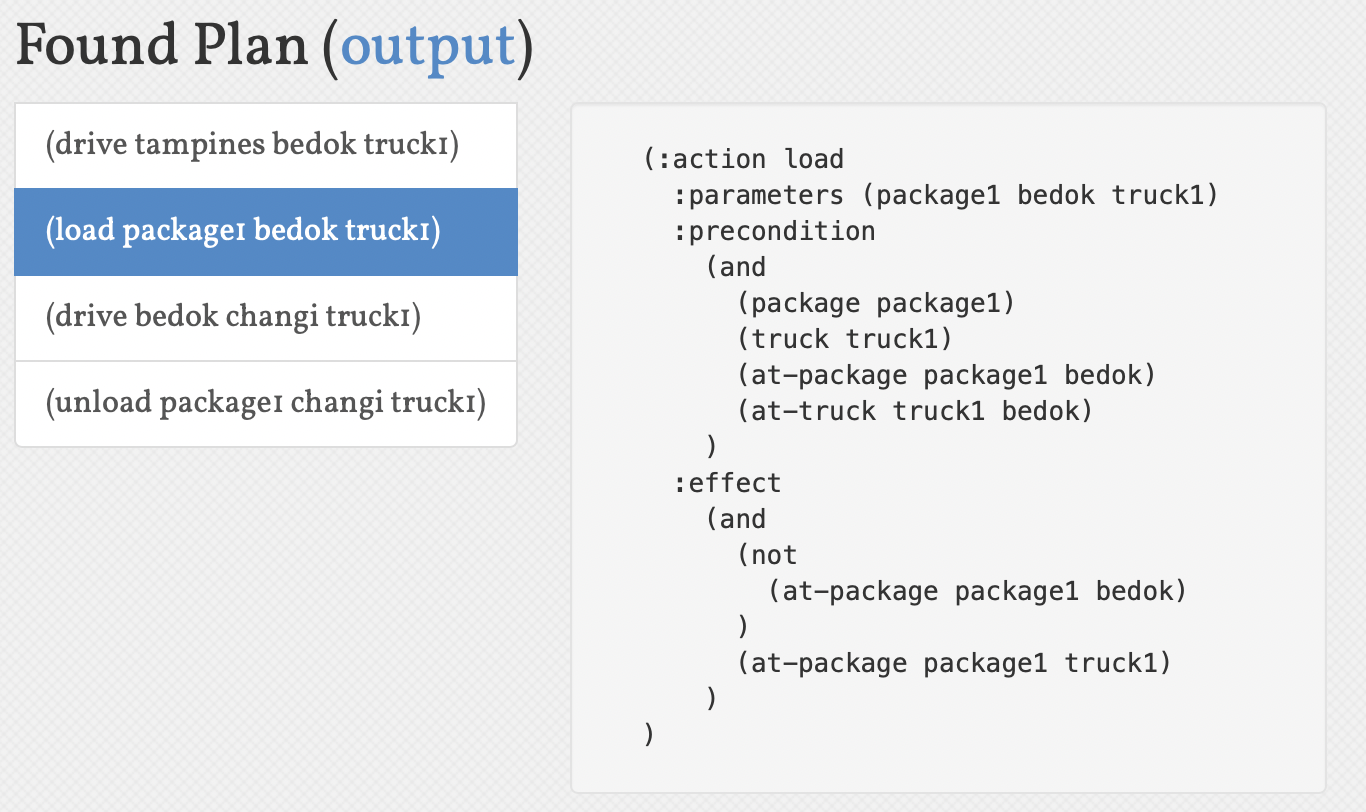 Found Plan (output)
(drive tampines bedok truck1)
(load package1 bedok truck1)
(drive bedok changi truck1)
(unload package1 changi truck1)
(:action load
  :parameters (package1 bedok truck1)
  :precondition
    (and
      (package package1)
      (truck truck1)
      (at-package package1 bedok)
      (at-truck truck1 bedok)
    )
  :effect
    (and
      (not
        (at-package package1 bedok)
      )
      (at-package package1 truck1)
    )
)